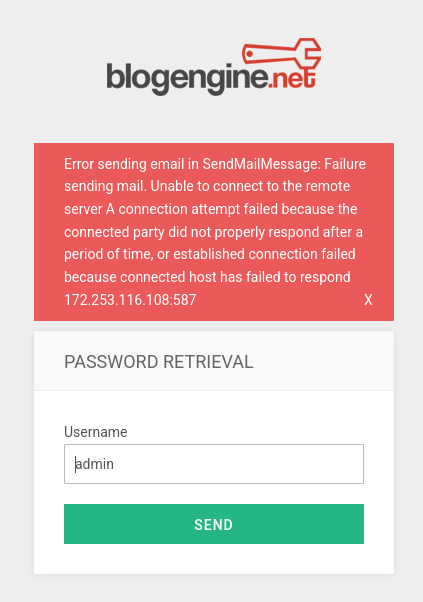 blogengine.net
Error sending email in SendMailMessage: Failure
sending mail. Unable to connect to the remote
server A connection attempt failed because the
connected party did not properly respond after a
period of time, or established connection failed
because connected host has failed to respond
172.253.116.108:587 X
PASSWORD RETRIEVAL
Username
admin
SEND